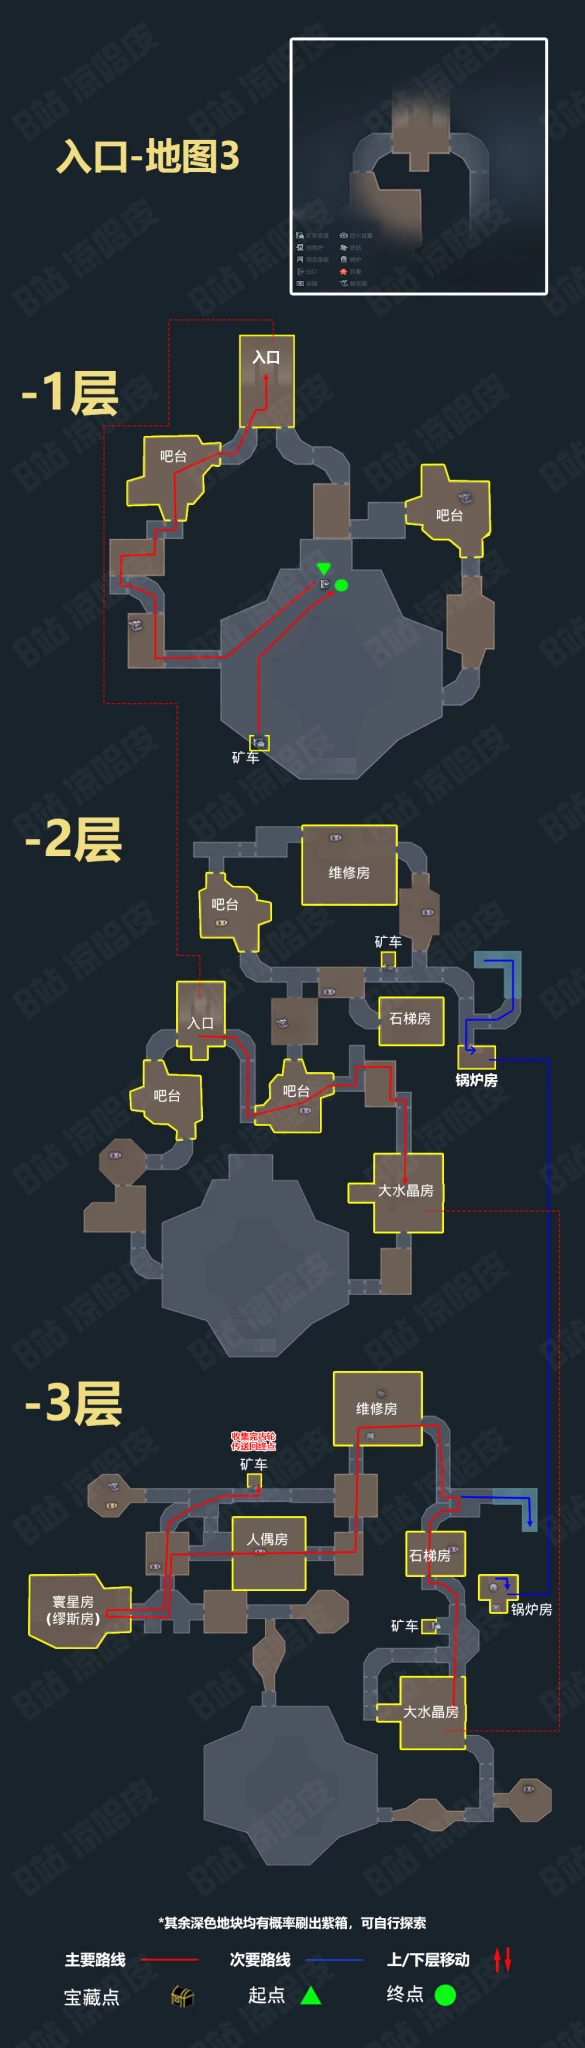 入口-地图3
-1层
入口
吧台
吧台
矿车
-2层
维修房
吧台
矿车
石梯房
入口
锅炉房
吧台
吧台
大水晶房
-3层
维修房
收集完内轮
传送回终点
矿车
人偶房
石梯房
寰星房
(缪斯房)
锅炉房
矿车
大水晶房
*其余深色地块均有概率刷出紫箱，可自行探索
主要路线
次要路线
上/下层移动
宝藏点
起点
终点